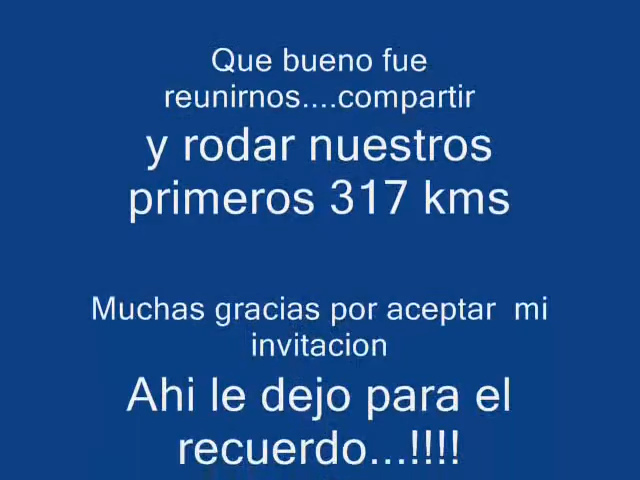 Que bueno fue
reunirnos....compartir
y rodar nuestros
primeros 317 kms
Muchas gracias por aceptar  mi
invitacion
Ahi le dejo para el
recuerdo...!!!!